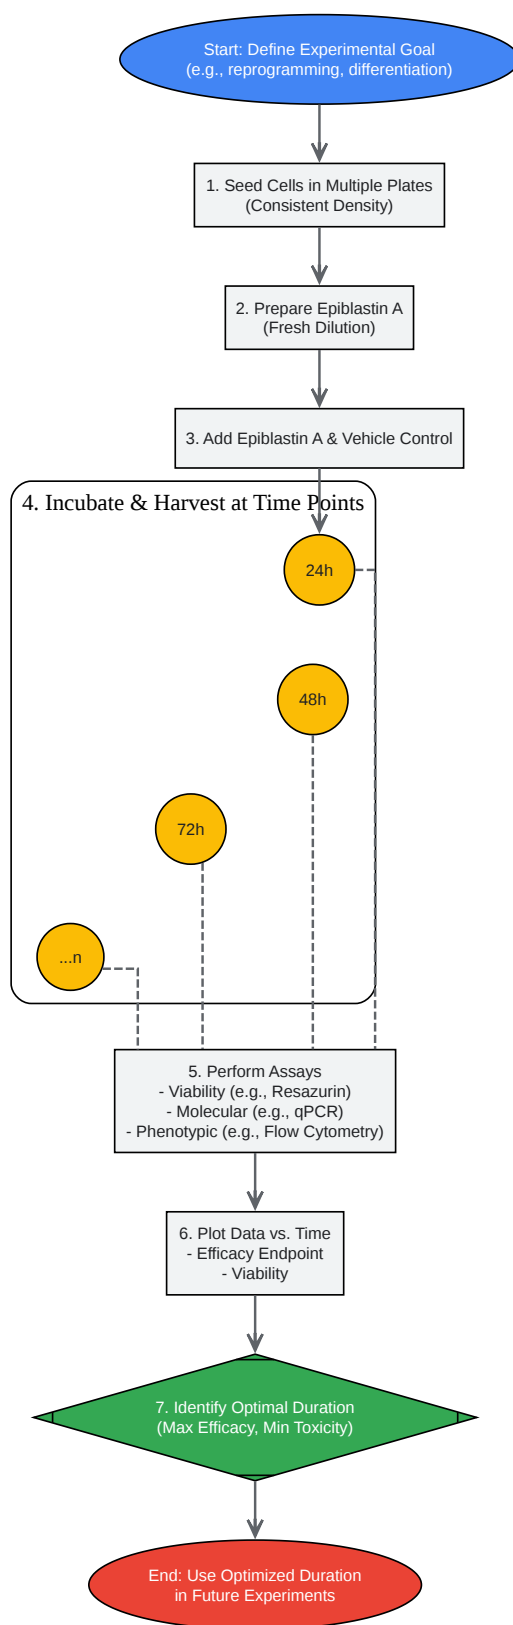 Start: Define Experimental Goal
(e.g., reprogramming, differentiation)
1. Seed Cells in Multiple Plates
(Consistent Density)
2. Prepare Epiblastin A
(Fresh Dilution)
3. Add Epiblastin A & Vehicle Control
4. Incubate & Harvest at Time Points
24h
48h
72h
...n
5. Perform Assays
- Viability (e.g., Resazurin)
- Molecular (e.g., qPCR)
- Phenotypic (e.g., Flow Cytometry)
6. Plot Data vs. Time
- Efficacy Endpoint
- Viability
7. Identify Optimal Duration
(Max Efficacy, Min Toxicity)
End: Use Optimized Duration
in Future Experiments